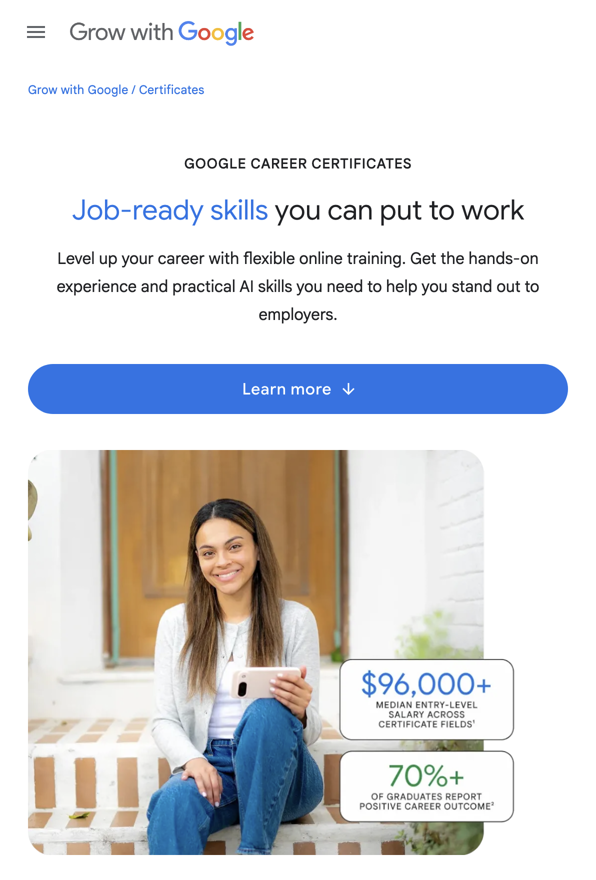 Grow with Google
Grow with Google / Certificates
GOOGLE CAREER CERTIFICATES
Job-ready skills you can put to work
Level up your career with flexible online training. Get the hands-on
experience and practical AI skills you need to help you stand out to
employers.
Learn more ↓
$96,000+
MEDIAN ENTRY-LEVEL
SALARY ACROSS
CERTIFICATE FIELDS¹
70%+
OF GRADUATES REPORT
POSITIVE CAREER OUTCOME²